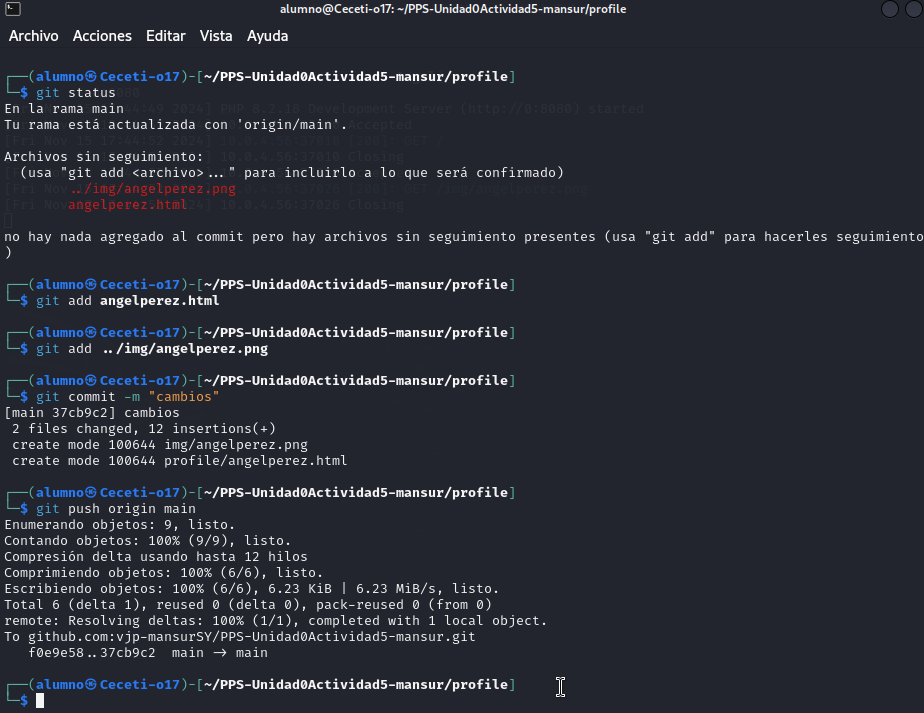 alumno@Ceceti-o17: ~/PPS-Unidad0Actividad5-mansur/profile
Archivo Acciones Editar Vista Ayuda
┌──(alumno㉿Ceceti-o17)-[~/PPS-Unidad0Actividad5-mansur/profile]
└─$ git status
En la rama main
Tu rama está actualizada con 'origin/main'.
Archivos sin seguimiento:
(usa "git add <archivo>..." para incluirlo a lo que será confirmado)
../img/angelperez.png
angelperez.html
no hay nada agregado al commit pero hay archivos sin seguimiento presentes (usa "git add" para hacerles seguimiento
)
┌──(alumno㉿Ceceti-o17)-[~/PPS-Unidad0Actividad5-mansur/profile]
└─$ git add angelperez.html
┌──(alumno㉿Ceceti-o17)-[~/PPS-Unidad0Actividad5-mansur/profile]
└─$ git add ../img/angelperez.png
┌──(alumno㉿Ceceti-o17)-[~/PPS-Unidad0Actividad5-mansur/profile]
└─$ git commit -m "cambios"
[main 37cb9c2] cambios
2 files changed, 12 insertions(+)
create mode 100644 img/angelperez.png
create mode 100644 profile/angelperez.html
┌──(alumno㉿Ceceti-o17)-[~/PPS-Unidad0Actividad5-mansur/profile]
└─$ git push origin main
Enumerando objetos: 9, listo.
Contando objetos: 100% (9/9), listo.
Compresión delta usando hasta 12 hilos
Comprimiendo objetos: 100% (6/6), listo.
Escribiendo objetos: 100% (6/6), 6.23 KiB | 6.23 MiB/s, listo.
Total 6 (delta 1), reused 0 (delta 0), pack-reused 0 (from 0)
remote: Resolving deltas: 100% (1/1), completed with 1 local object.
To github.com:vjp-mansurSY/PPS-Unidad0Actividad5-mansur.git
f0e9e58..37cb9c2 main -> main
┌──(alumno㉿Ceceti-o17)-[~/PPS-Unidad0Actividad5-mansur/profile]
└─$